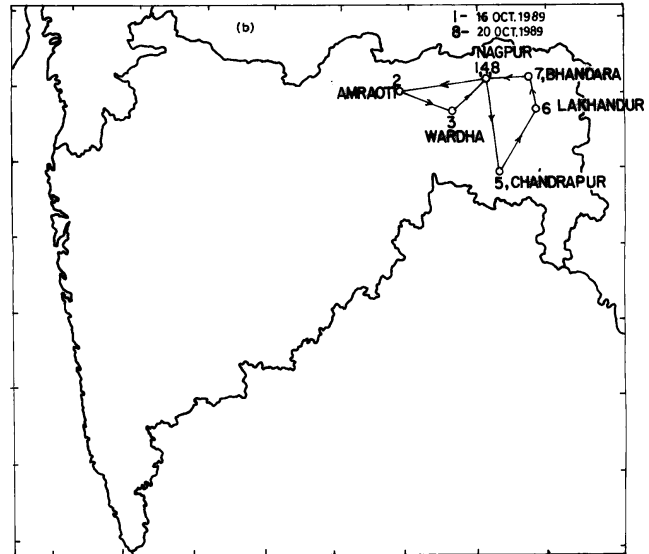 (b)
1- 16 OCT.1989
8- 20 OCT.1989
NAGPUR
1,4,8
7, BHANDARA
2
AMRAOTI
6 LAKHANDUR
3
WARDHA
5, CHANDRAPUR